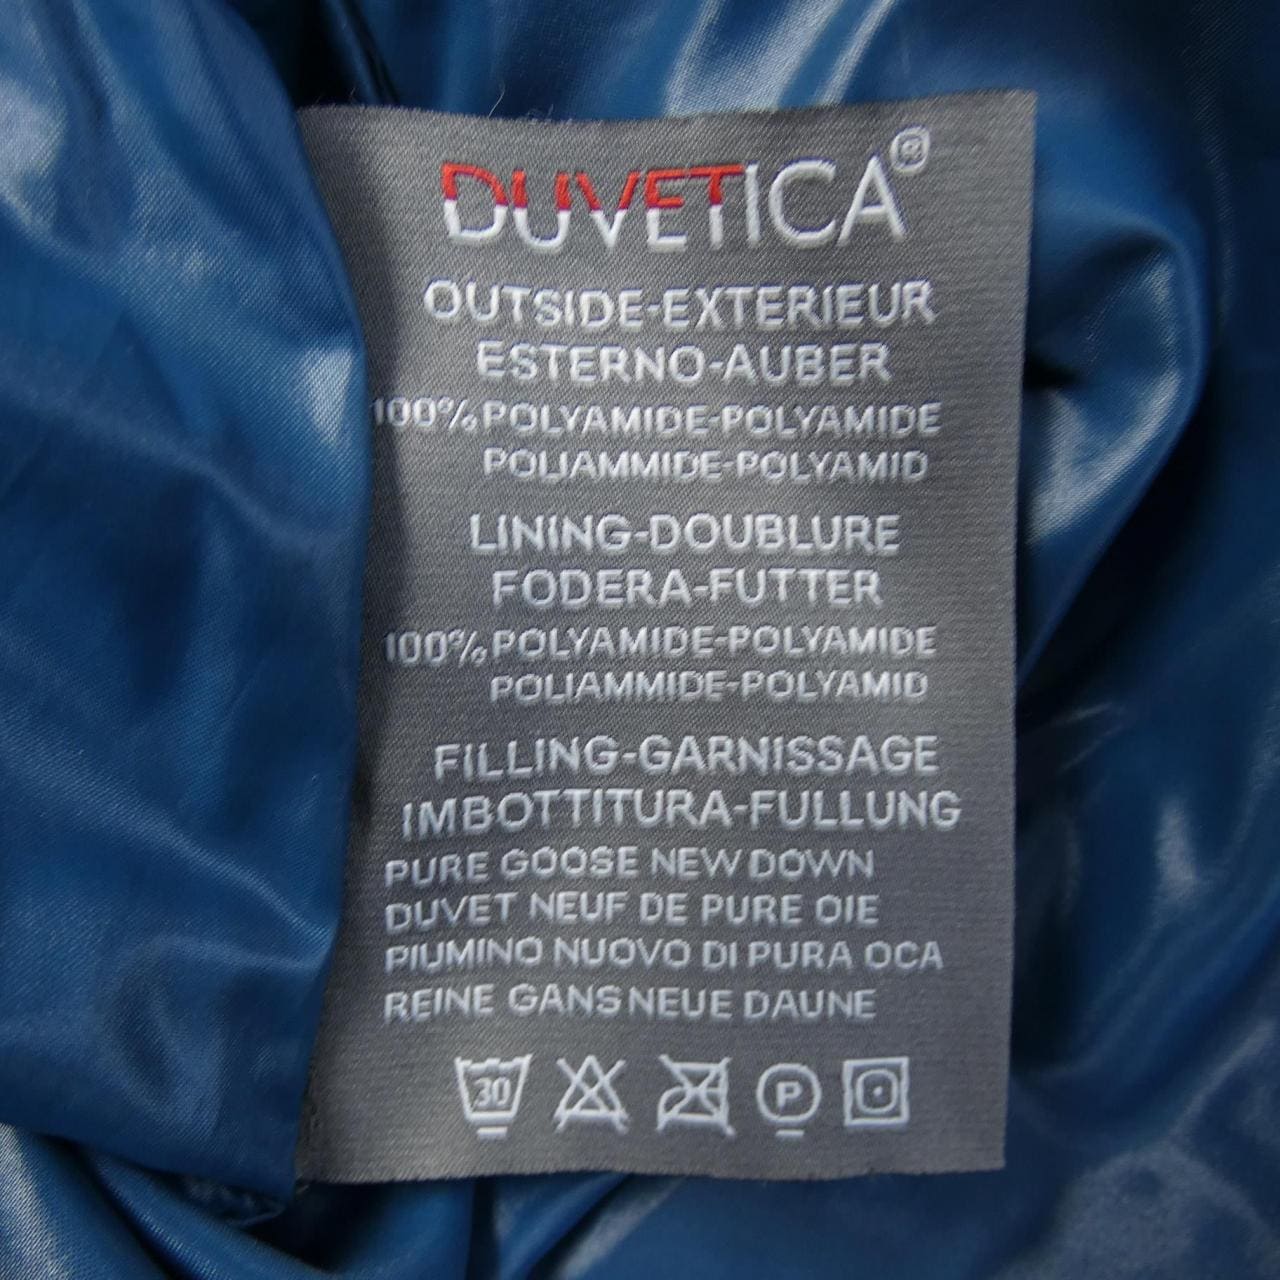 DUVETICA®
OUTSIDE-EXTERIEUR
ESTERNO-AUBER
100% POLYAMIDE-POLYAMIDE
POLIAMMIDE-POLYAMID
LINING-DOUBLURE
FODERA-FUTTER
100% POLYAMIDE-POLYAMIDE
POLIAMMIDE-POLYAMID
FILLING-GARNISSAGE
IMBOTTITURA-FULLUNG
PURE GOOSE NEW DOWN
DUVET NEUF DE PURE OIE
PIUMINO NUOVO DI PURA OCA
REINE GANS NEUE DAUNE
30 P